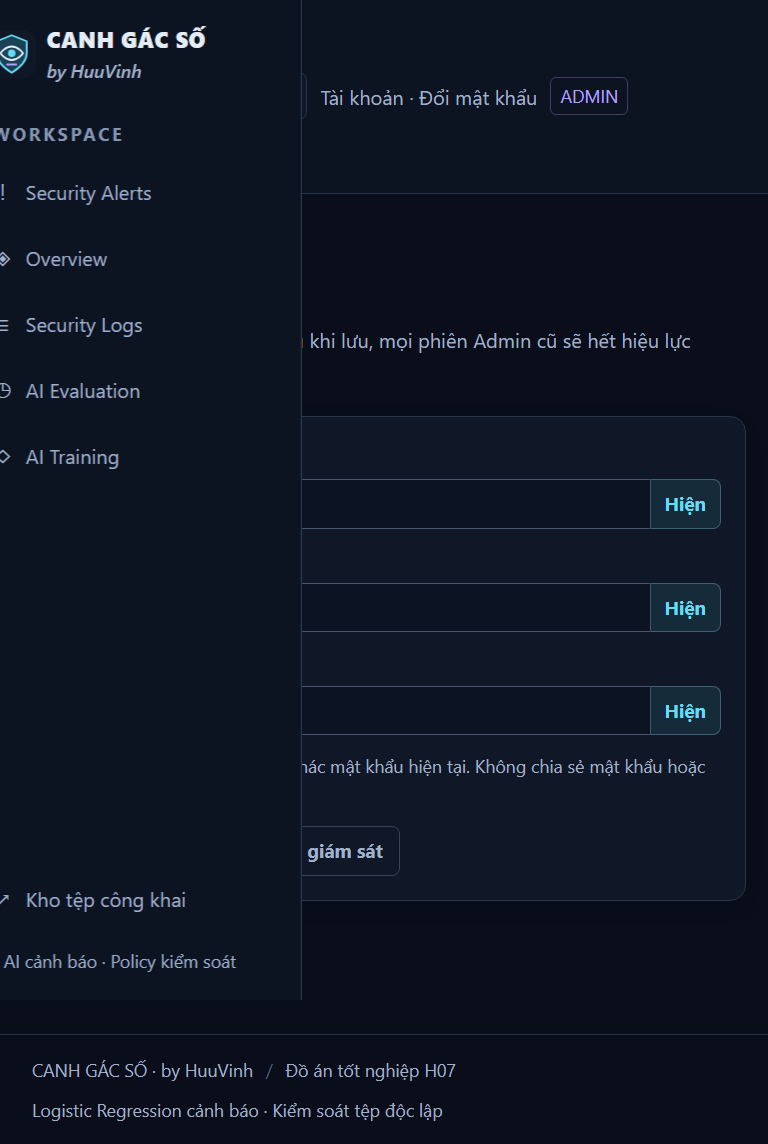 CANH GÁC SỐ
by HuuVinh
Tài khoản · Đổi mật khẩu
ADMIN
WORKSPACE
! Security Alerts
◈ Overview
Security Logs
AI Evaluation
◇ AI Training
khi lưu, mọi phiên Admin cũ sẽ hết hiệu lực
Hiện
Hiện
Hiện
mật khẩu hiện tại. Không chia sẻ mật khẩu hoặc
giám sát
↗ Kho tệp công khai
AI cảnh báo · Policy kiểm soát
CANH GÁC SỐ · by HuuVinh / Đồ án tốt nghiệp H07
Logistic Regression cảnh báo · Kiểm soát tệp độc lập